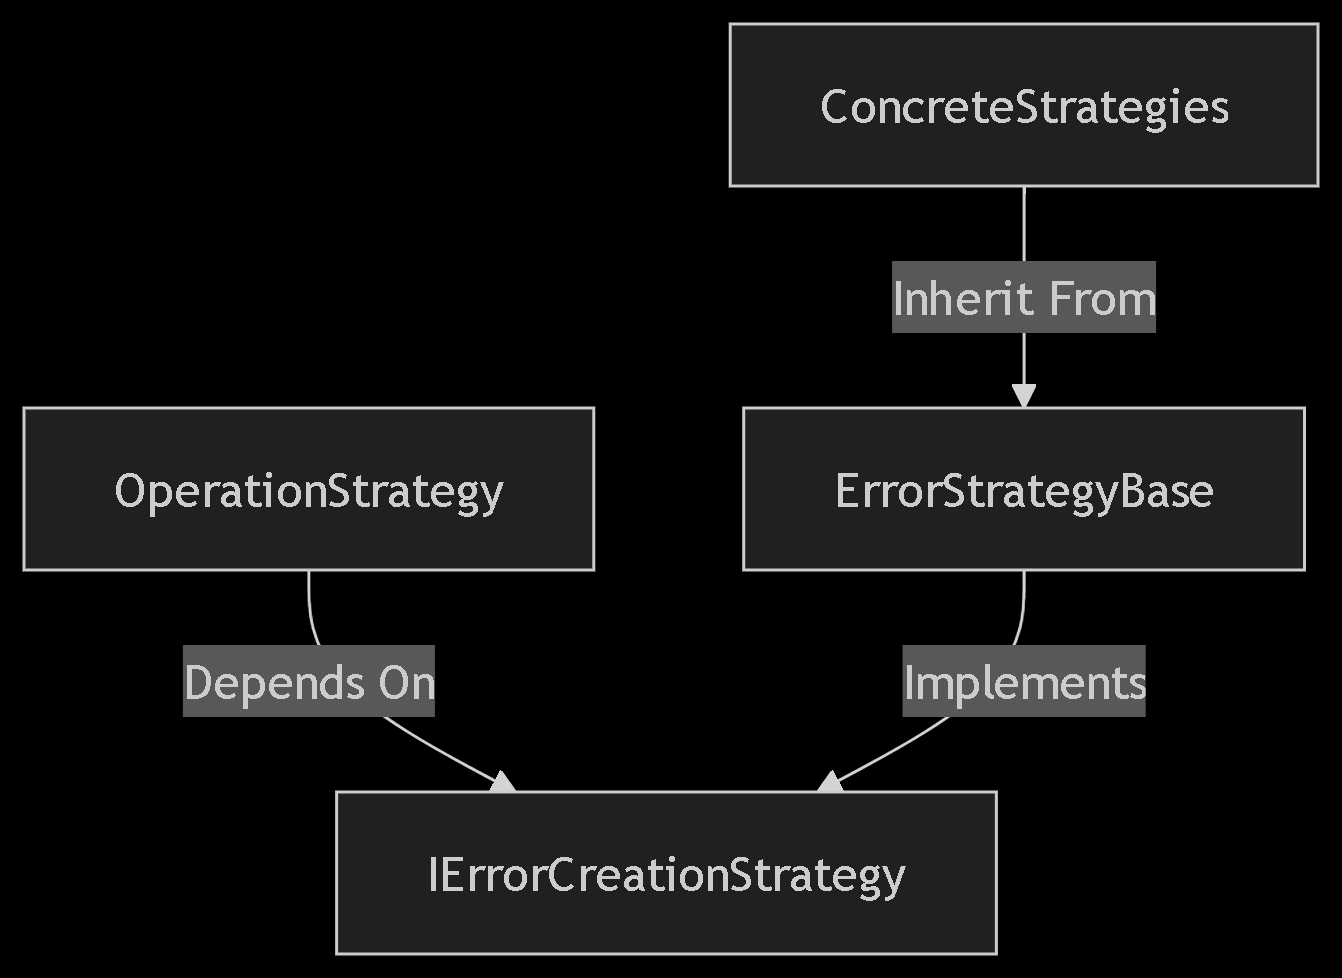 ConcreteStrategies
Inherit From
OperationStrategy
ErrorStrategyBase
Depends On
Implements
IErrorCreationStrategy